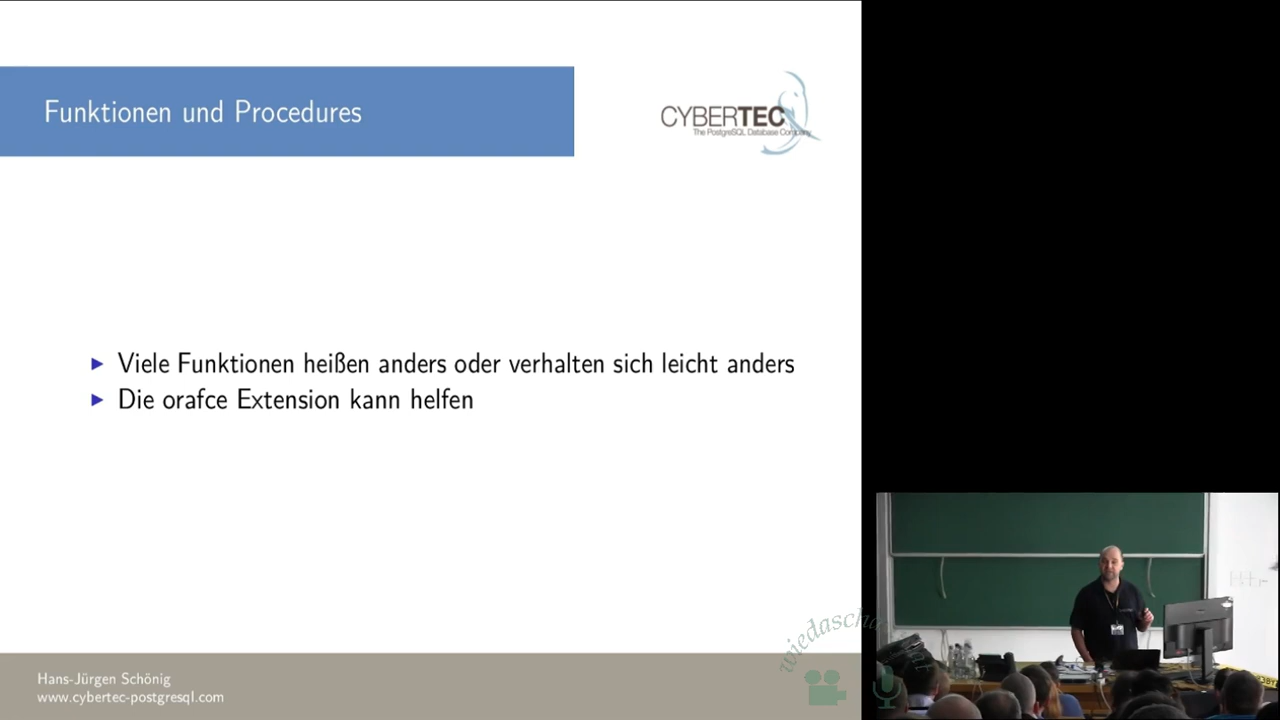 Funktionen und Procedures
CYBERTEC
The PostgreSQL Database Company
Viele Funktionen heißen anders oder verhalten sich leicht anders
Die orafce Extension kann helfen
Hans-Jürgen Schönig
www.cybertec-postgresql.com